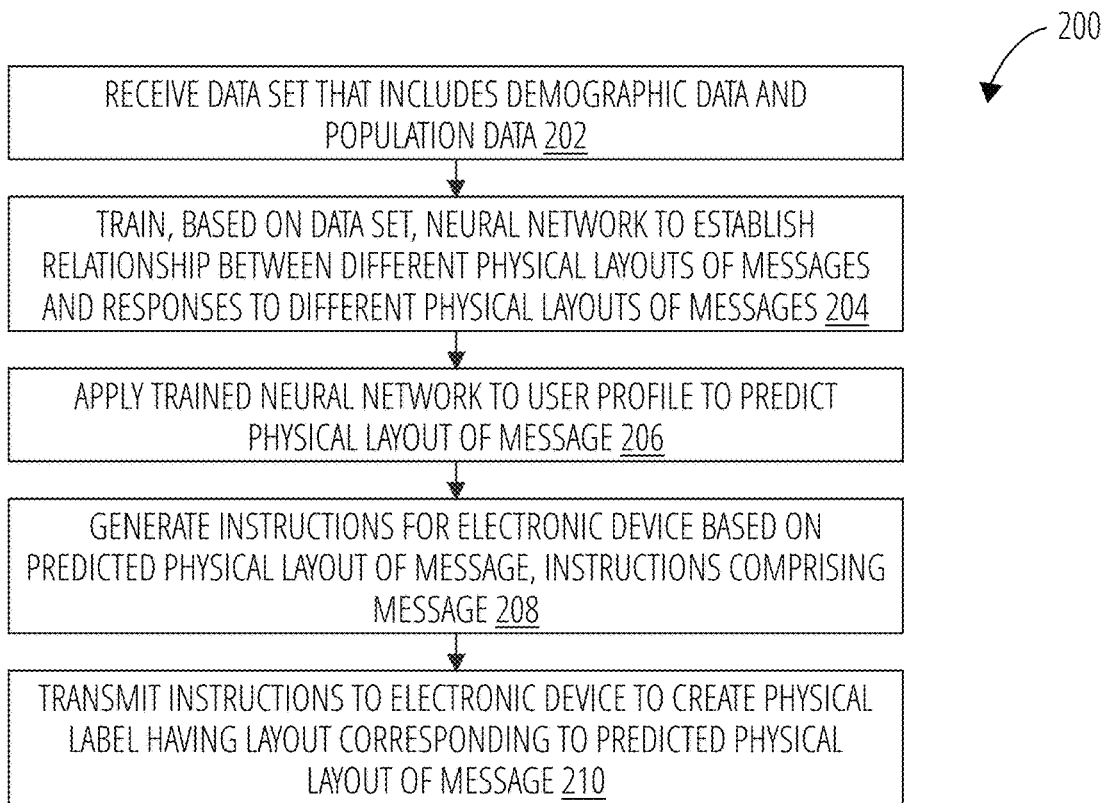 200
RECEIVE DATA SET THAT INCLUDES DEMOGRAPHIC DATA AND
POPULATION DATA 202
TRAIN, BASED ON DATA SET, NEURAL NETWORK TO ESTABLISH
RELATIONSHIP BETWEEN DIFFERENT PHYSICAL LAYOUTS OF MESSAGES
AND RESPONSES TO DIFFERENT PHYSICAL LAYOUTS OF MESSAGES 204
APPLY TRAINED NEURAL NETWORK TO USER PROFILE TO PREDICT
PHYSICAL LAYOUT OF MESSAGE 206
GENERATE INSTRUCTIONS FOR ELECTRONIC DEVICE BASED ON
PREDICTED PHYSICAL LAYOUT OF MESSAGE, INSTRUCTIONS COMPRISING
MESSAGE 208
TRANSMIT INSTRUCTIONS TO ELECTRONIC DEVICE TO CREATE PHYSICAL
LABEL HAVING LAYOUT CORRESPONDING TO PREDICTED PHYSICAL
LAYOUT OF MESSAGE 210